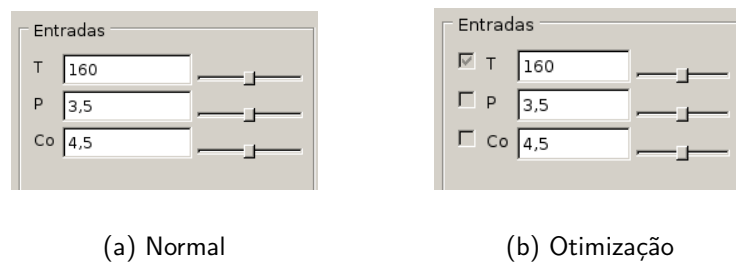 Entradas
T 160
P 3,5
Co 4,5
Entradas
T 160
P 3,5
Co 4,5
(a) Normal
(b) Otimização